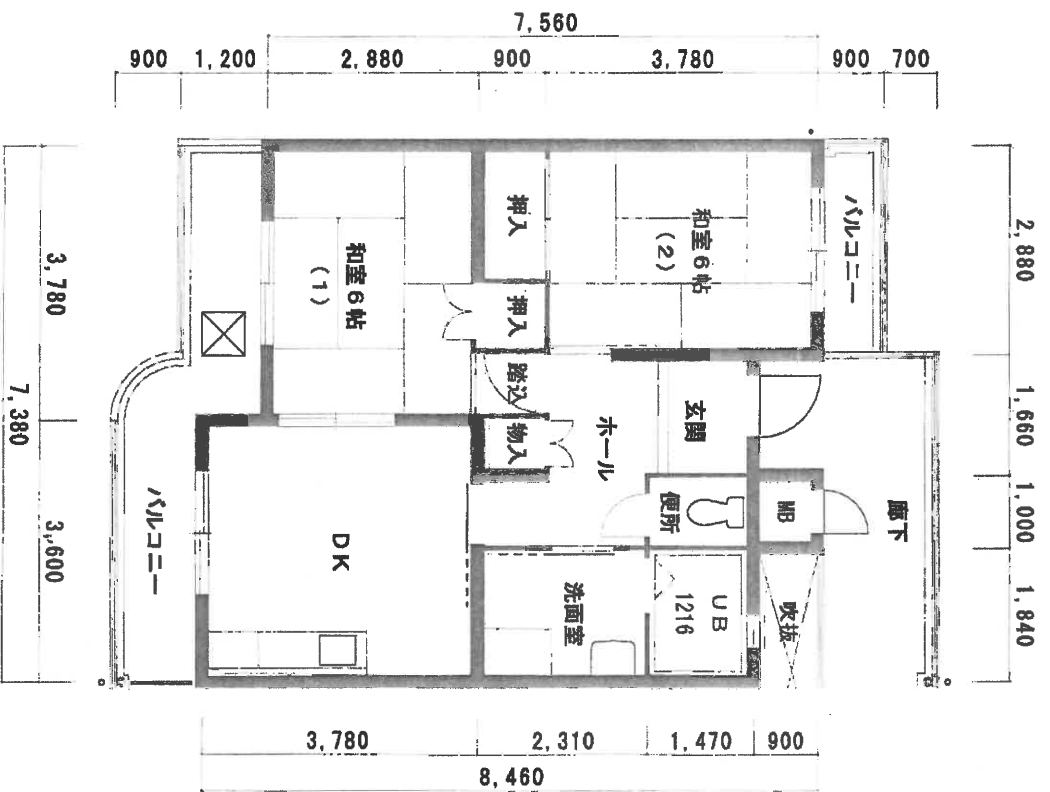 7,560
900
1,200
2,880
900
3,780
900
700
バルコニー
押入
和室6帖
(2)
和室6帖
(1)
押入
踏込
物入
ホール
玄関
便所
MB
廊下
吹抜
UB
1216
洗面室
DK
バルコニー
3,780
3,600
7,380
2,880
1,660
1,000
1,840
3,780
2,310
1,470
900
8,460